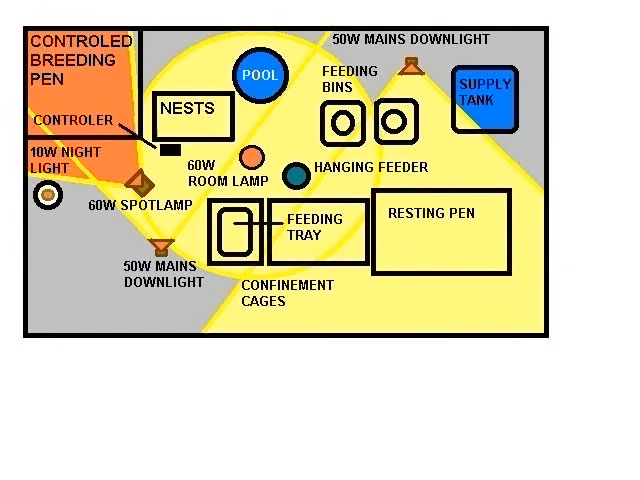 50W MAINS DOWNLIGHT
CONTROLED
BREEDING
PEN
POOL
FEEDING
BINS
SUPPLY
TANK
NESTS
CONTROLER
10W NIGHT
LIGHT
60W
ROOM LAMP
HANGING FEEDER
60W SPOTLAMP
FEEDING
TRAY
RESTING PEN
50W MAINS
DOWNLIGHT
CONFINEMENT
CAGES